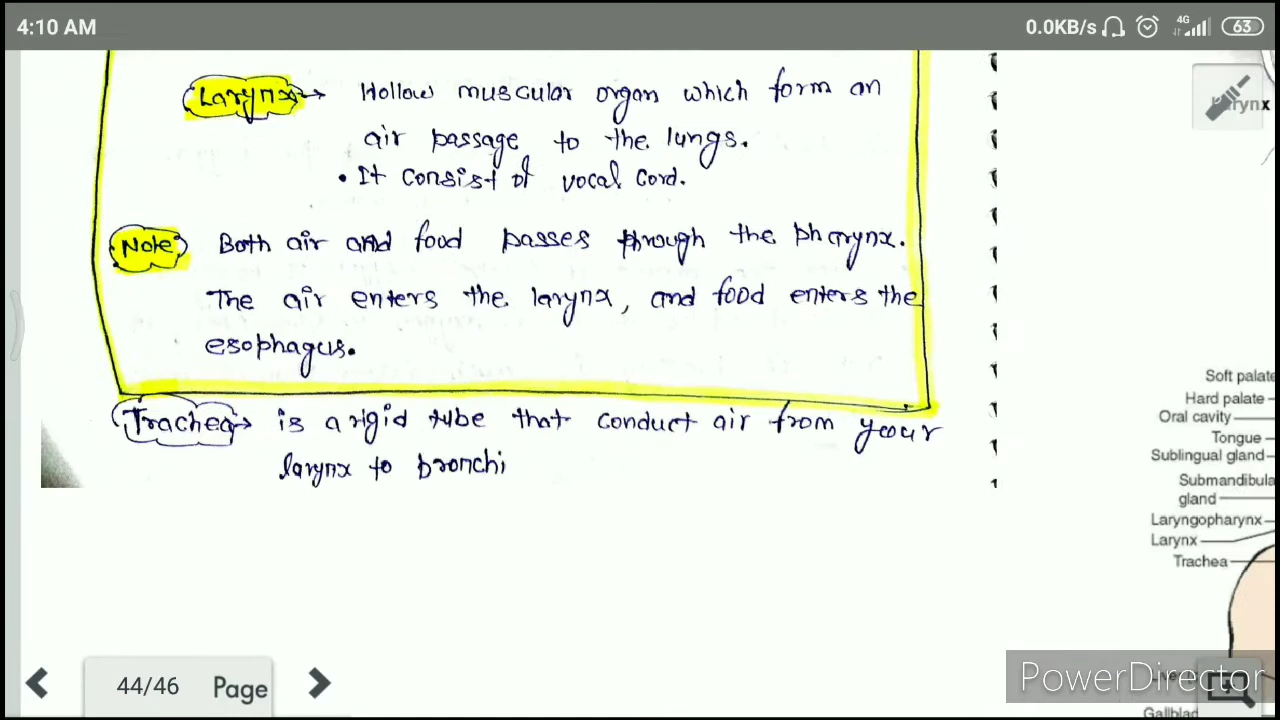 4:10 AM
0.0KB/s 4G 63
Larynx → Hollow muscular organ which form an
air passage to the lungs.
• It consist of vocal cord.
Note Both air and food passes through the pharynx.
The air enters the larynx, and food enters the
esophagus.
Trachea → is a rigid tube that conduct air from your
larynx to bronchi
Soft palate
Hard palate
Oral cavity
Tongue
Sublingual gland
Submandibula
gland
Laryngopharynx
Larynx
Trachea
Gallblad
44/46 Page
PowerDirector